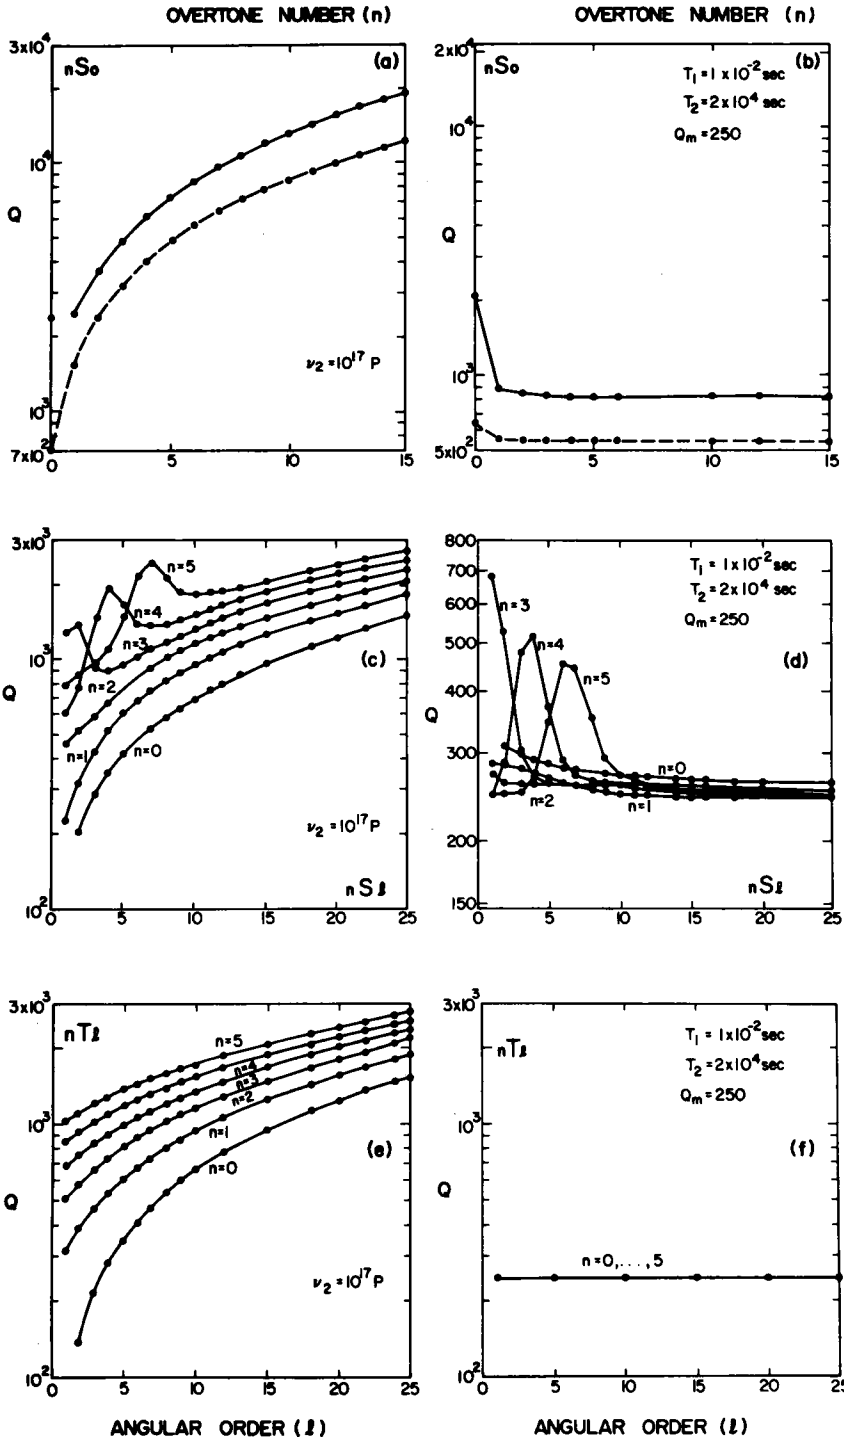 OVERTONE NUMBER (n)
OVERTONE NUMBER (n)
3x10⁴
nS₀
(a)
10⁴
Q
ν₂ = 10¹⁷ P
10³
7x10²
0
5
10
15
2x10⁴
nS₀
(b)
T₁ = 1 x 10⁻² sec
T₂ = 2x10⁴ sec
Qₘ = 250
10⁴
Q
10³
5x10²
0
5
10
15
3x10³
n=5
n=4
n=3
(c)
10³
Q
n=2
n=1
n=0
ν₂ = 10¹⁷ P
nSℓ
10²
0
5
10
15
20
25
800
700
600
500
400
300
200
150
T₁ = 1 x 10⁻² sec
T₂ = 2x10⁴ sec
Qₘ = 250
n=3
n=4
(d)
n=5
Q
n=0
n=2
n=1
nSℓ
0
5
10
15
20
25
3x10³
nTℓ
n=5
n=4
n=3
n=2
10³
n=1
(e)
n=0
Q
ν₂ = 10¹⁷ P
10²
0
5
10
15
20
25
3x10³
nTℓ
T₁ = 1x10⁻² sec
T₂ = 2x10⁴ sec
Qₘ = 250
10³
(f)
Q
n=0,...,5
10²
0
5
10
15
20
25
ANGULAR ORDER (ℓ)
ANGULAR ORDER (ℓ)